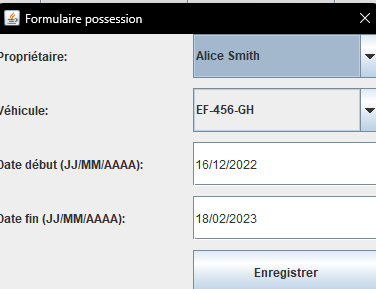 Formulaire possession
Propriétaire:
Alice Smith
Véhicule:
EF-456-GH
Date début (JJ/MM/AAAA):
16/12/2022
Date fin (JJ/MM/AAAA):
18/02/2023
Enregistrer